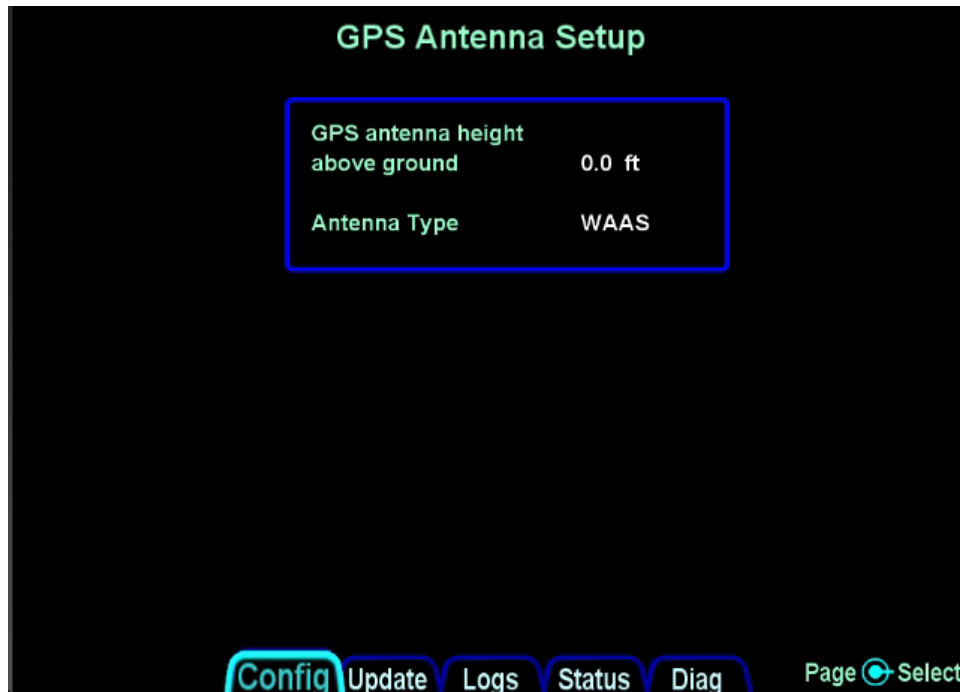 GPS Antenna Setup
GPS antenna height
above ground 0.0 ft
Antenna Type WAAS
Config Update Logs Status Diag Page Select